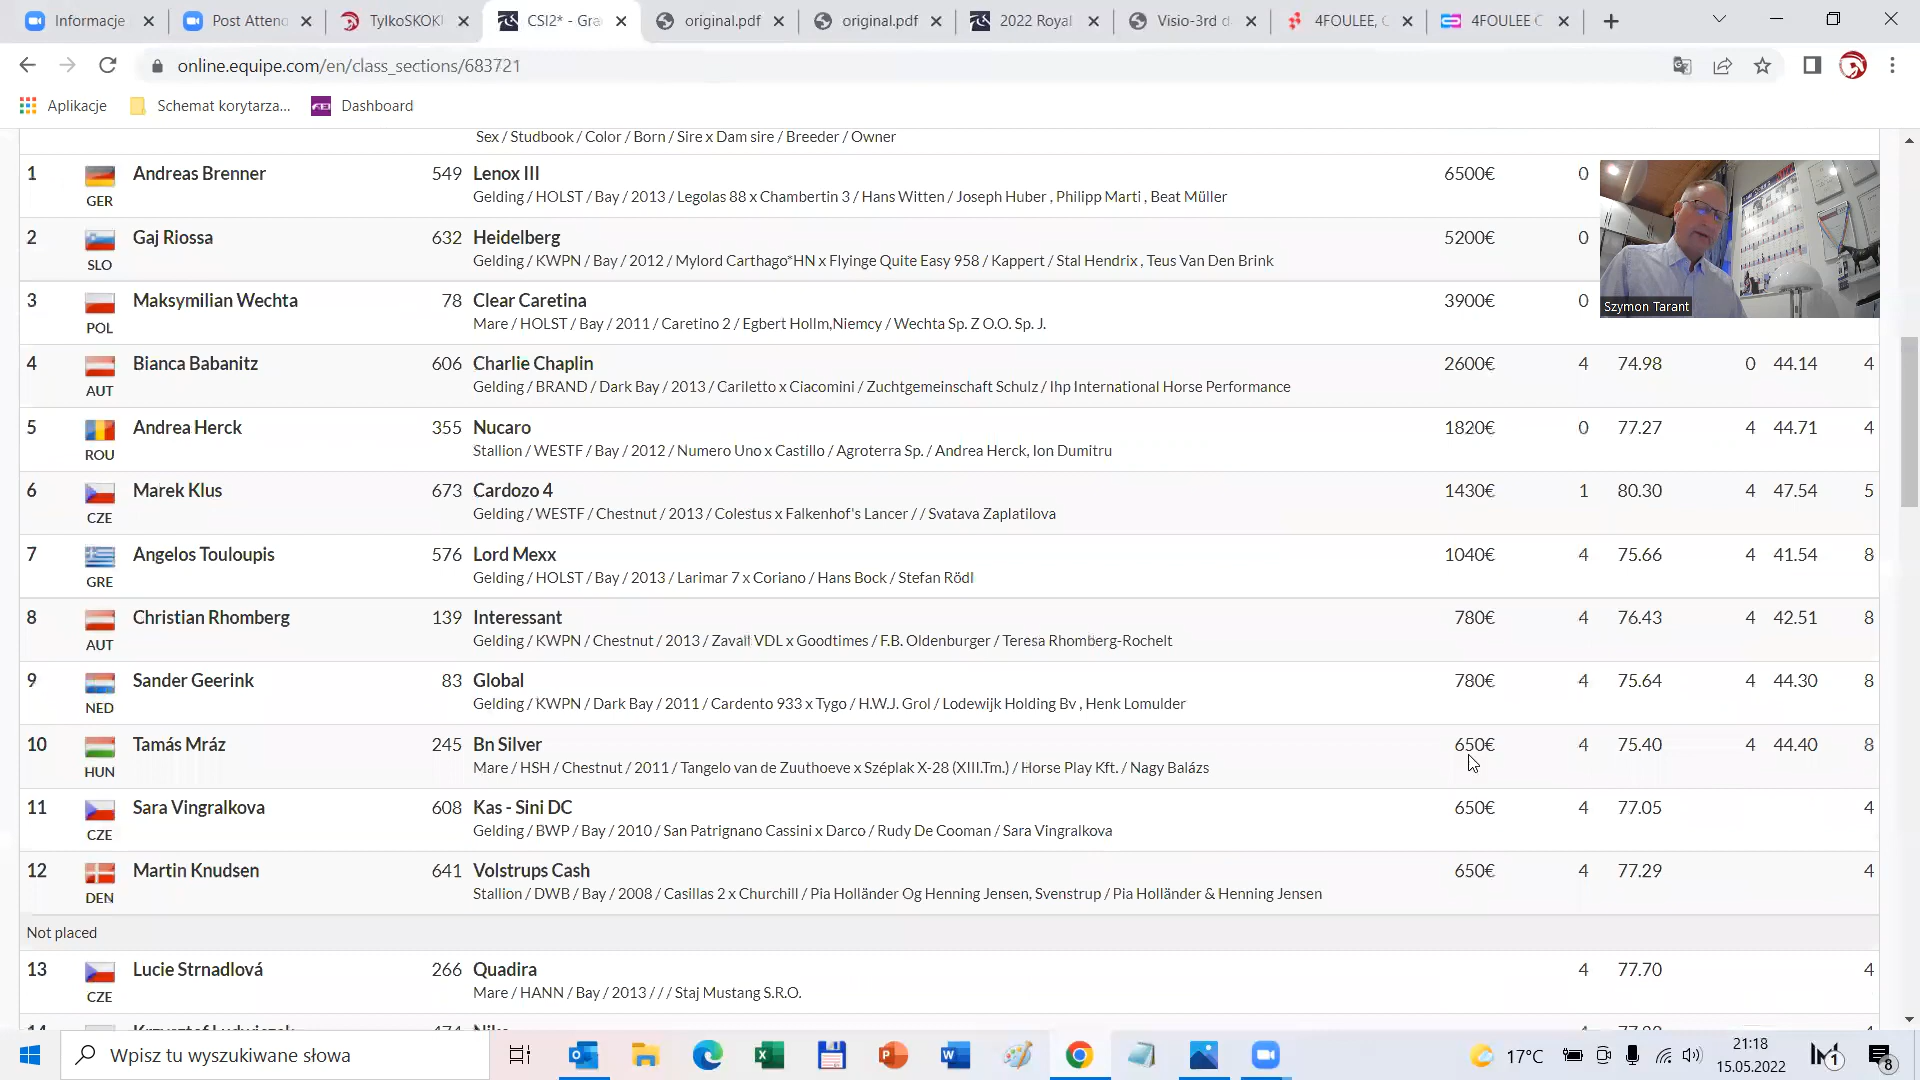 Informacje
Post Attend
TylkoSKOKI
CSI2* - Gra
original.pdf
original.pdf
2022 Royal
Visio-3rd d
4FOULEE, C
4FOULEE C
online.equipe.com/en/class_sections/683721
Aplikacje
Schemat korytarza...
FEI
Dashboard
Sex / Studbook / Color / Born / Sire x Dam sire / Breeder / Owner
1 Andreas Brenner 549 Lenox III 6500€ 0
GER Gelding / HOLST / Bay / 2013 / Legolas 88 x Chambertin 3 / Hans Witten / Joseph Huber , Philipp Marti , Beat Müller
2 Gaj Riossa 632 Heidelberg 5200€ 0
SLO Gelding / KWPN / Bay / 2012 / Mylord Carthago*HN x Flyinge Quite Easy 958 / Kappert / Stal Hendrix , Teus Van Den Brink
3 Maksymilian Wechta 78 Clear Caretina 3900€ 0
Szymon Tarant
POL Mare / HOLST / Bay / 2011 / Caretino 2 / Egbert Hollm,Niemcy / Wechta Sp. Z O.O. Sp. J.
4 Bianca Babanitz 606 Charlie Chaplin 2600€ 4 74.98 0 44.14 4
AUT Gelding / BRAND / Dark Bay / 2013 / Cariletto x Ciacomini / Zuchtgemeinschaft Schulz / Ihp International Horse Performance
5 Andrea Herck 355 Nucaro 1820€ 0 77.27 4 44.71 4
ROU Stallion / WESTF / Bay / 2012 / Numero Uno x Castillo / Agroterra Sp. / Andrea Herck, Ion Dumitru
6 Marek Klus 673 Cardozo 4 1430€ 1 80.30 4 47.54 5
CZE Gelding / WESTF / Chestnut / 2013 / Colestus x Falkenhof's Lancer / / Svatava Zaplatilova
7 Angelos Touloupis 576 Lord Mexx 1040€ 4 75.66 4 41.54 8
GRE Gelding / HOLST / Bay / 2013 / Larimar 7 x Coriano / Hans Bock / Stefan Rödl
8 Christian Rhomberg 139 Interessant 780€ 4 76.43 4 42.51 8
AUT Gelding / KWPN / Chestnut / 2013 / Zavall VDL x Goodtimes / F.B. Oldenburger / Teresa Rhomberg-Rochelt
9 Sander Geerink 83 Global 780€ 4 75.64 4 44.30 8
NED Gelding / KWPN / Dark Bay / 2011 / Cardento 933 x Tygo / H.W.J. Grol / Lodewijk Holding Bv , Henk Lomulder
10 Tamás Mráz 245 Bn Silver 650€ 4 75.40 4 44.40 8
HUN Mare / HSH / Chestnut / 2011 / Tangelo van de Zuuthoeve x Széplak X-28 (XIII.Tm.) / Horse Play Kft. / Nagy Balázs
11 Sara Vingralkova 608 Kas - Sini DC 650€ 4 77.05 4
CZE Gelding / BWP / Bay / 2010 / San Patrignano Cassini x Darco / Rudy De Cooman / Sara Vingralkova
12 Martin Knudsen 641 Volstrups Cash 650€ 4 77.29 4
DEN Stallion / DWB / Bay / 2008 / Casillas 2 x Churchill / Pia Holländer Og Henning Jensen, Svenstrup / Pia Holländer & Henning Jensen
Not placed
13 Lucie Strnadlová 266 Quadira 4 77.70 4
CZE Mare / HANN / Bay / 2013 / / / Staj Mustang S.R.O.
Wpisz tu wyszukiwane słowa
17°C
21:18
15.05.2022
1
8